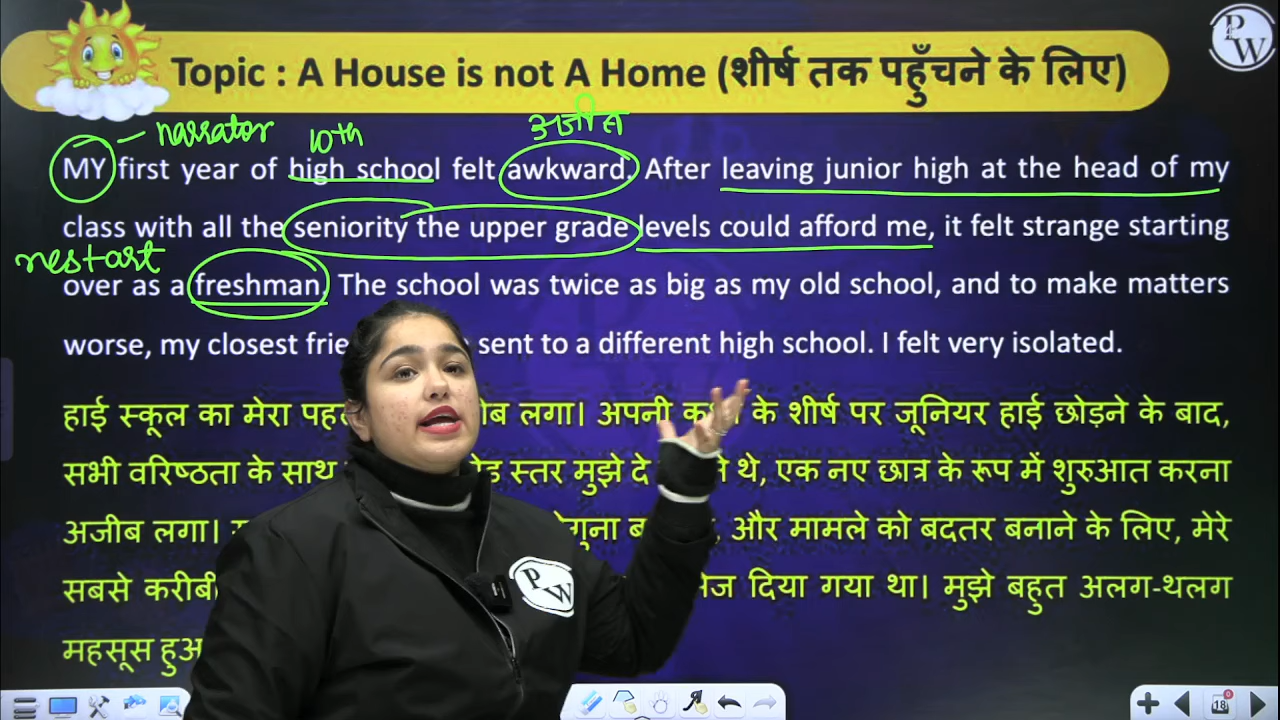 Topic : A House is not A Home (शीर्ष तक पहुँचने के लिए)
PW
narrator 10th अजीब
MY first year of high school felt awkward. After leaving junior high at the head of my
class with all the seniority the upper grade levels could afford me, it felt strange starting
restart
over as a freshman. The school was twice as big as my old school, and to make matters
worse, my closest sent to a different high school. I felt very isolated.
हाई स्कूल का मेरा लगा। अपनी के शीर्ष पर जूनियर हाई छोड़ने के बाद,
सभी वरिष्ठता के साथ स्तर मुझे दे थे, एक नए छात्र के रूप में शुरुआत करना
अजीब लगा। और मामले को बदतर बनाने के लिए, मेरे
सबसे दिया गया था। मुझे बहुत अलग-थलग
महसूस
PW
18